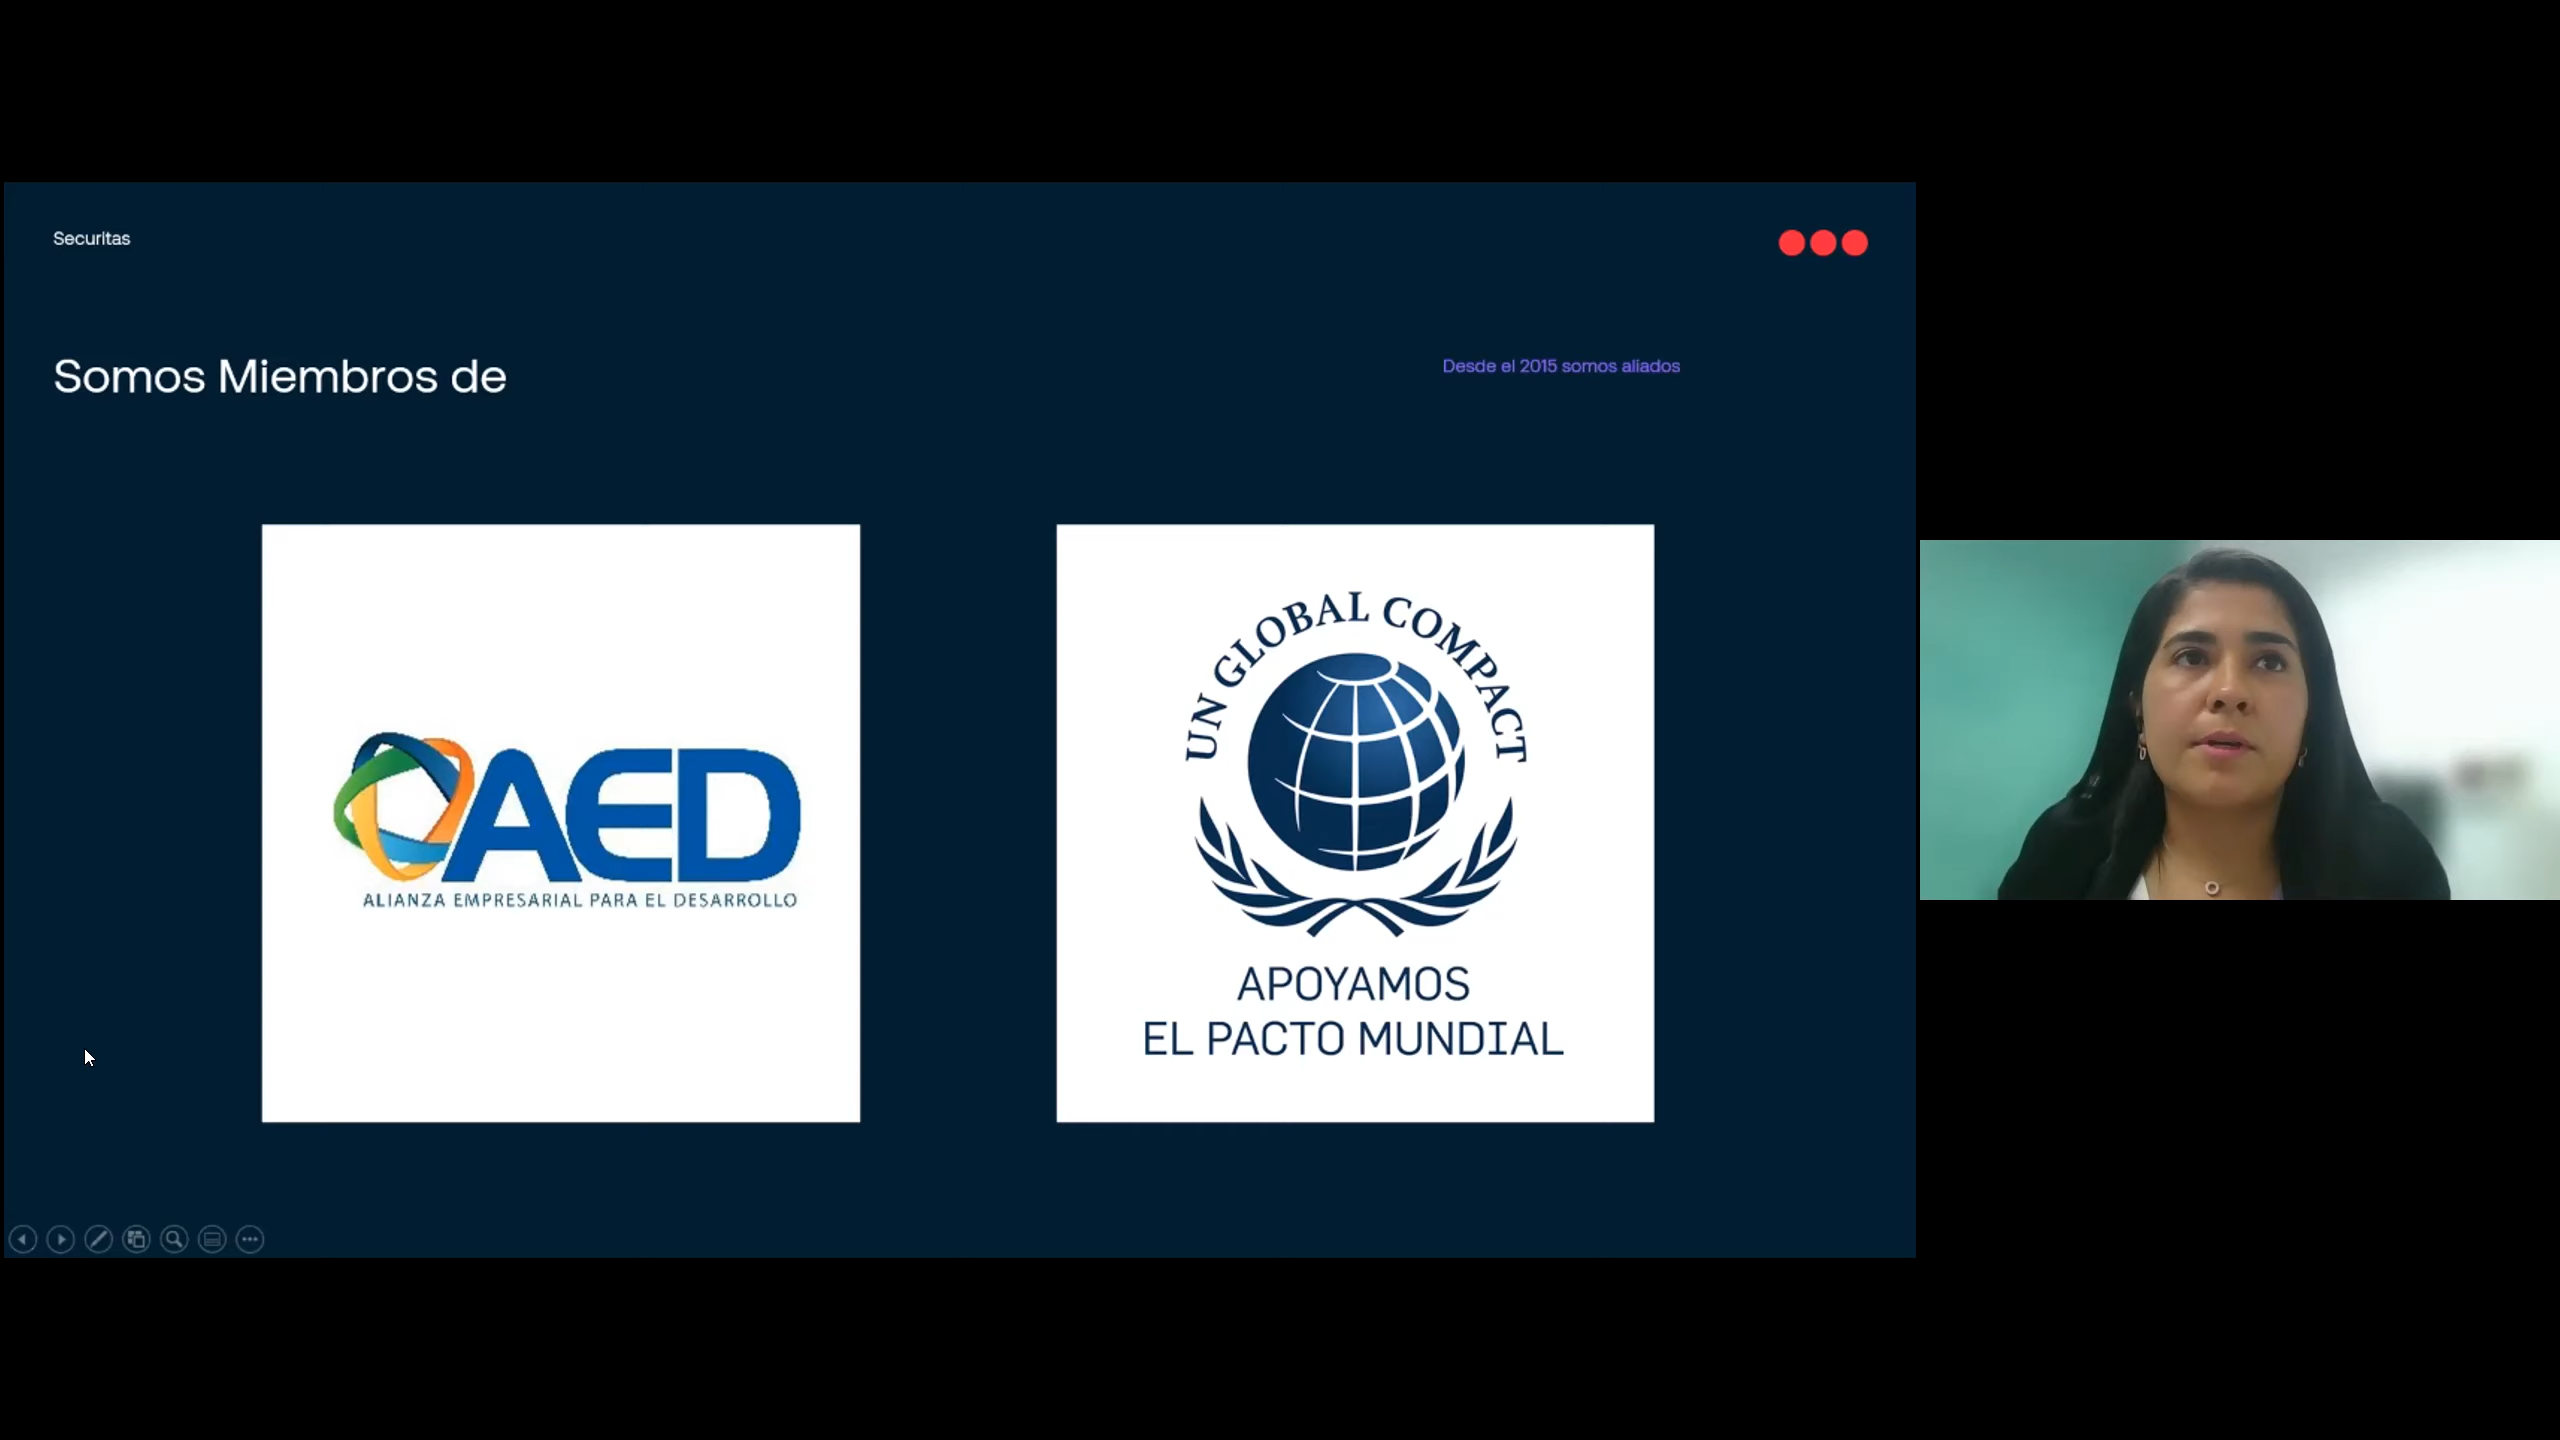 Securitas
Somos Miembros de
Desde el 2015 somos aliados
AED
ALIANZA EMPRESARIAL PARA EL DESARROLLO
UN GLOBAL COMPACT
APOYAMOS
EL PACTO MUNDIAL